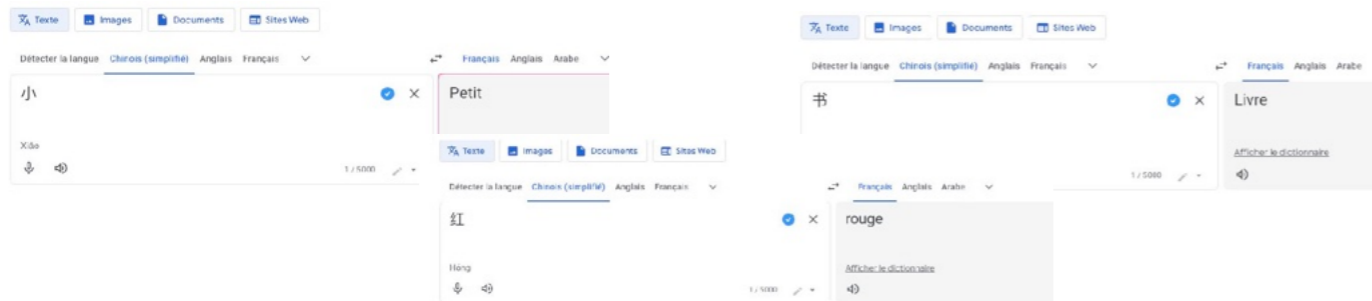 Texte Images Documents Sites Web
Détecter la langue Chinois (simplifié) Anglais Français
Français Anglais Arabe
小
Petit
Xiǎo
1 / 5000
Texte Images Documents Sites Web
Détecter la langue Chinois (simplifié) Anglais Français
Français Anglais Arabe
红
rouge
Hóng
Afficher le dictionnaire
1 / 5000
Texte Images Documents Sites Web
Détecter la langue Chinois (simplifié) Anglais Français
Français Anglais Arabe
书
Livre
Afficher le dictionnaire
1 / 5000